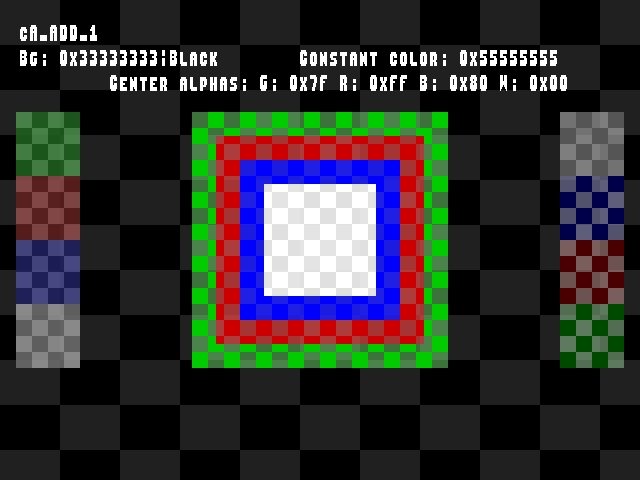 cA_ADD_1
Bg: 0x33333333¦Black Constant color: 0x55555555
Center alphas: G: 0x7F R: 0xFF B: 0x80 W: 0x00